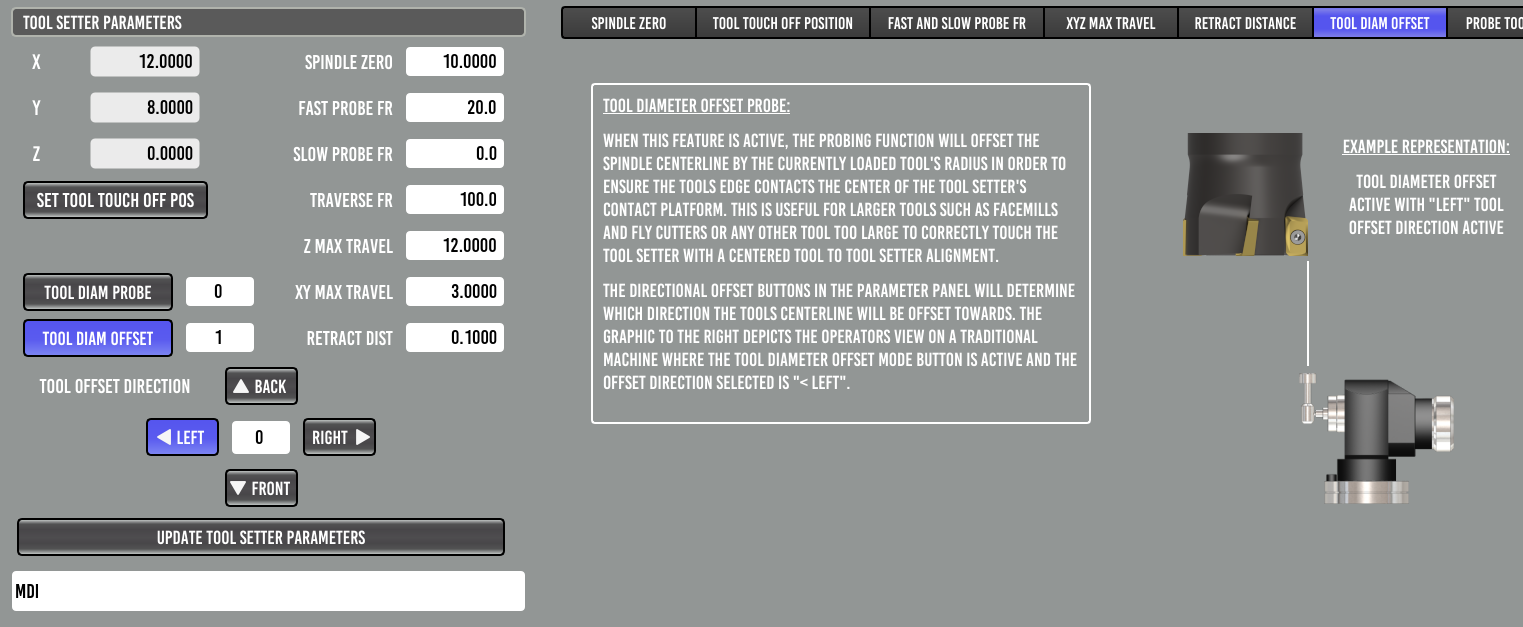 TOOL SETTER PARAMETERS
X 12.0000 SPINDLE ZERO 10.0000
Y 8.0000 FAST PROBE FR 20.0
Z 0.0000 SLOW PROBE FR 0.0
SET TOOL TOUCH OFF POS TRAVERSE FR 100.0
Z MAX TRAVEL 12.0000
TOOL DIAM PROBE 0 XY MAX TRAVEL 3.0000
TOOL DIAM OFFSET 1 RETRACT DIST 0.1000
TOOL OFFSET DIRECTION BACK
LEFT 0 RIGHT
FRONT
UPDATE TOOL SETTER PARAMETERS
MDI
SPINDLE ZERO TOOL TOUCH OFF POSITION FAST AND SLOW PROBE FR XYZ MAX TRAVEL RETRACT DISTANCE TOOL DIAM OFFSET PROBE TOO
TOOL DIAMETER OFFSET PROBE:
WHEN THIS FEATURE IS ACTIVE, THE PROBING FUNCTION WILL OFFSET THE
SPINDLE CENTERLINE BY THE CURRENTLY LOADED TOOL'S RADIUS IN ORDER TO
ENSURE THE TOOLS EDGE CONTACTS THE CENTER OF THE TOOL SETTER'S
CONTACT PLATFORM. THIS IS USEFUL FOR LARGER TOOLS SUCH AS FACEMILLS
AND FLY CUTTERS OR ANY OTHER TOOL TOO LARGE TO CORRECTLY TOUCH THE
TOOL SETTER WITH A CENTERED TOOL TO TOOL SETTER ALIGNMENT.
THE DIRECTIONAL OFFSET BUTTONS IN THE PARAMETER PANEL WILL DETERMINE
WHICH DIRECTION THE TOOLS CENTERLINE WILL BE OFFSET TOWARDS. THE
GRAPHIC TO THE RIGHT DEPICTS THE OPERATORS VIEW ON A TRADITIONAL
MACHINE WHERE THE TOOL DIAMETER OFFSET MODE BUTTON IS ACTIVE AND THE
OFFSET DIRECTION SELECTED IS "< LEFT".
EXAMPLE REPRESENTATION:
TOOL DIAMETER OFFSET
ACTIVE WITH "LEFT" TOOL
OFFSET DIRECTION ACTIVE